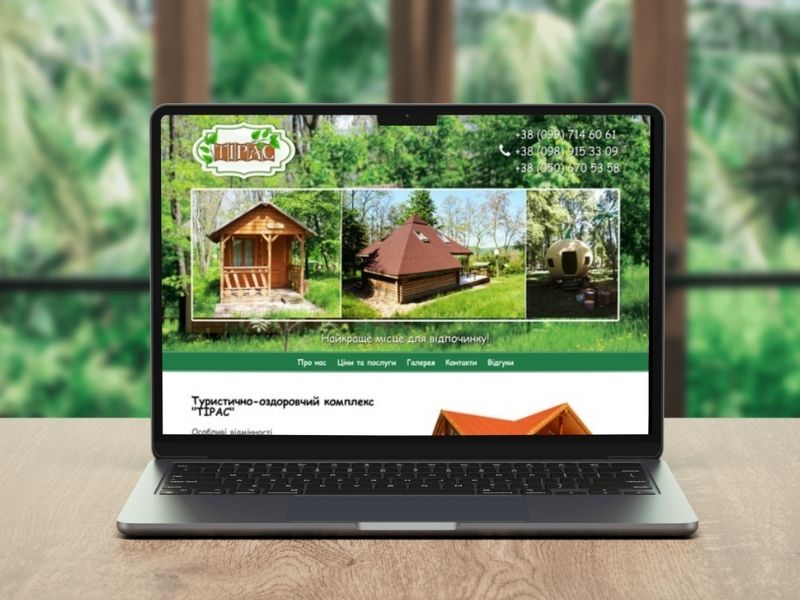 ТІРАС
+38 (099) 714 60 61
+38 (098) 915 33 09
+38 (050) 670 53 58
Найкраще місце для відпочинку!
Про нас Ціни та послуги Галерея Контакти Відгуки
Туристично-оздоровчий комплекс
"ТІРАС"
Особливі відмінності